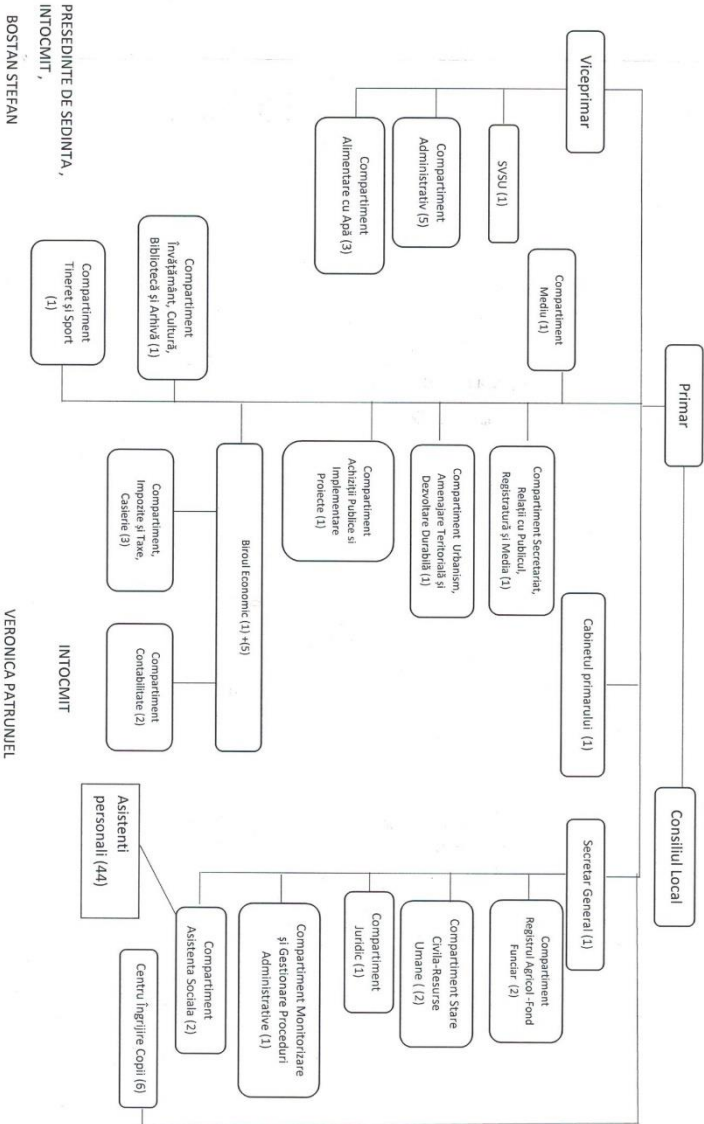 Primar
Consiliul Local
Viceprimar
Cabinetul primarului (1)
Secretar General (1)
SVSU (1)
Compartiment
Administrativ (5)
Compartiment
Alimentare cu Apă (3)
Compartiment
Mediu (1)
Compartiment
Învățământ, Cultură,
Bibliotecă și Arhivă (1)
Compartiment
Tineret și Sport
(1)
Compartiment Secretariat,
Relații cu Publicul,
Registratură și Media (1)
Compartiment Urbanism,
Amenajare Teritorială și
Dezvoltare Durabilă (1)
Compartiment
Achiziții Publice si
Implementare
Proiecte (1)
Biroul Economic (1) +(5)
Compartiment,
Impozite și Taxe,
Casierie (3)
Compartiment
Contabilitate (2)
Compartiment
Registrul Agricol -Fond
Funciar (2)
Compartiment Stare
Civila-Resurse
Umane ( (2)
Compartiment
Juridic (1)
Compartiment Monitorizare
și Gestionare Proceduri
Administrative (1)
Compartiment
Asistenta Sociala (2)
Asistenti
personali (44)
Centru Îngrijire Copii (6)
PRESEDINTE DE SEDINTA ,
INTOCMIT ,
BOSTAN STEFAN
INTOCMIT
VERONICA PATRUNJEL